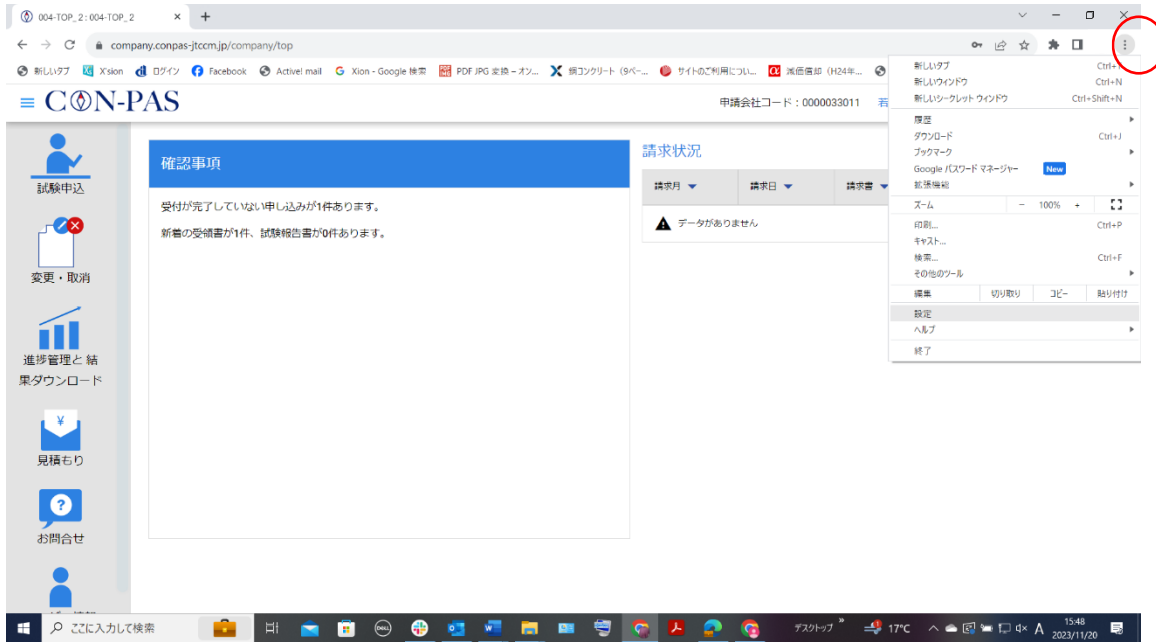 004-TOP_2 : 004-TOP_2
company.conpas-jtccm.jp/company/top
新しいタブ X'sion ログイン Facebook Active! mail Xion - Google 検索 PDF JPG 変換 – オン... サイトのご利用につい... 減価償却（H24年...
CON-PAS
申請会社コード：0000033011 若
試験申込
変更・取消
進捗管理と 結
果ダウンロード
見積もり
お問合せ
確認事項
受付が完了していない申し込みが1件あります。
新着の受領書が1件、試験報告書が0件あります。
請求状況
請求月 請求日 請求書
データがありません
新しいタブ
新しいウィンドウ Ctrl+N
新しいシークレット ウィンドウ Ctrl+Shift+N
履歴
ダウンロード Ctrl+J
ブックマーク
Google パスワード マネージャー New
拡張機能
ズーム − 100% +
印刷... Ctrl+P
キャスト...
検索... Ctrl+F
その他のツール
編集 切り取り コピー 貼り付け
設定
ヘルプ
終了
ここに入力して検索
デスクトップ
17°C
A
15:48
2023/11/20